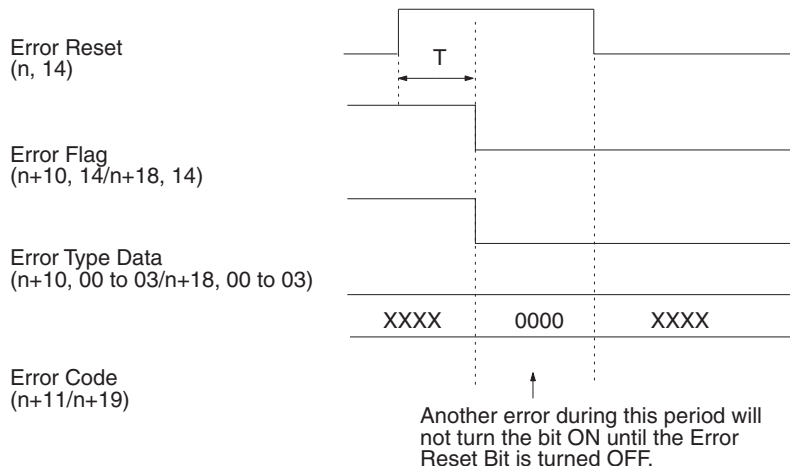 Error Reset
(n, 14)
T
Error Flag
(n+10, 14/n+18, 14)
Error Type Data
(n+10, 00 to 03/n+18, 00 to 03)
XXXX 0000 XXXX
Error Code
(n+11/n+19)
Another error during this period will
not turn the bit ON until the Error
Reset Bit is turned OFF.